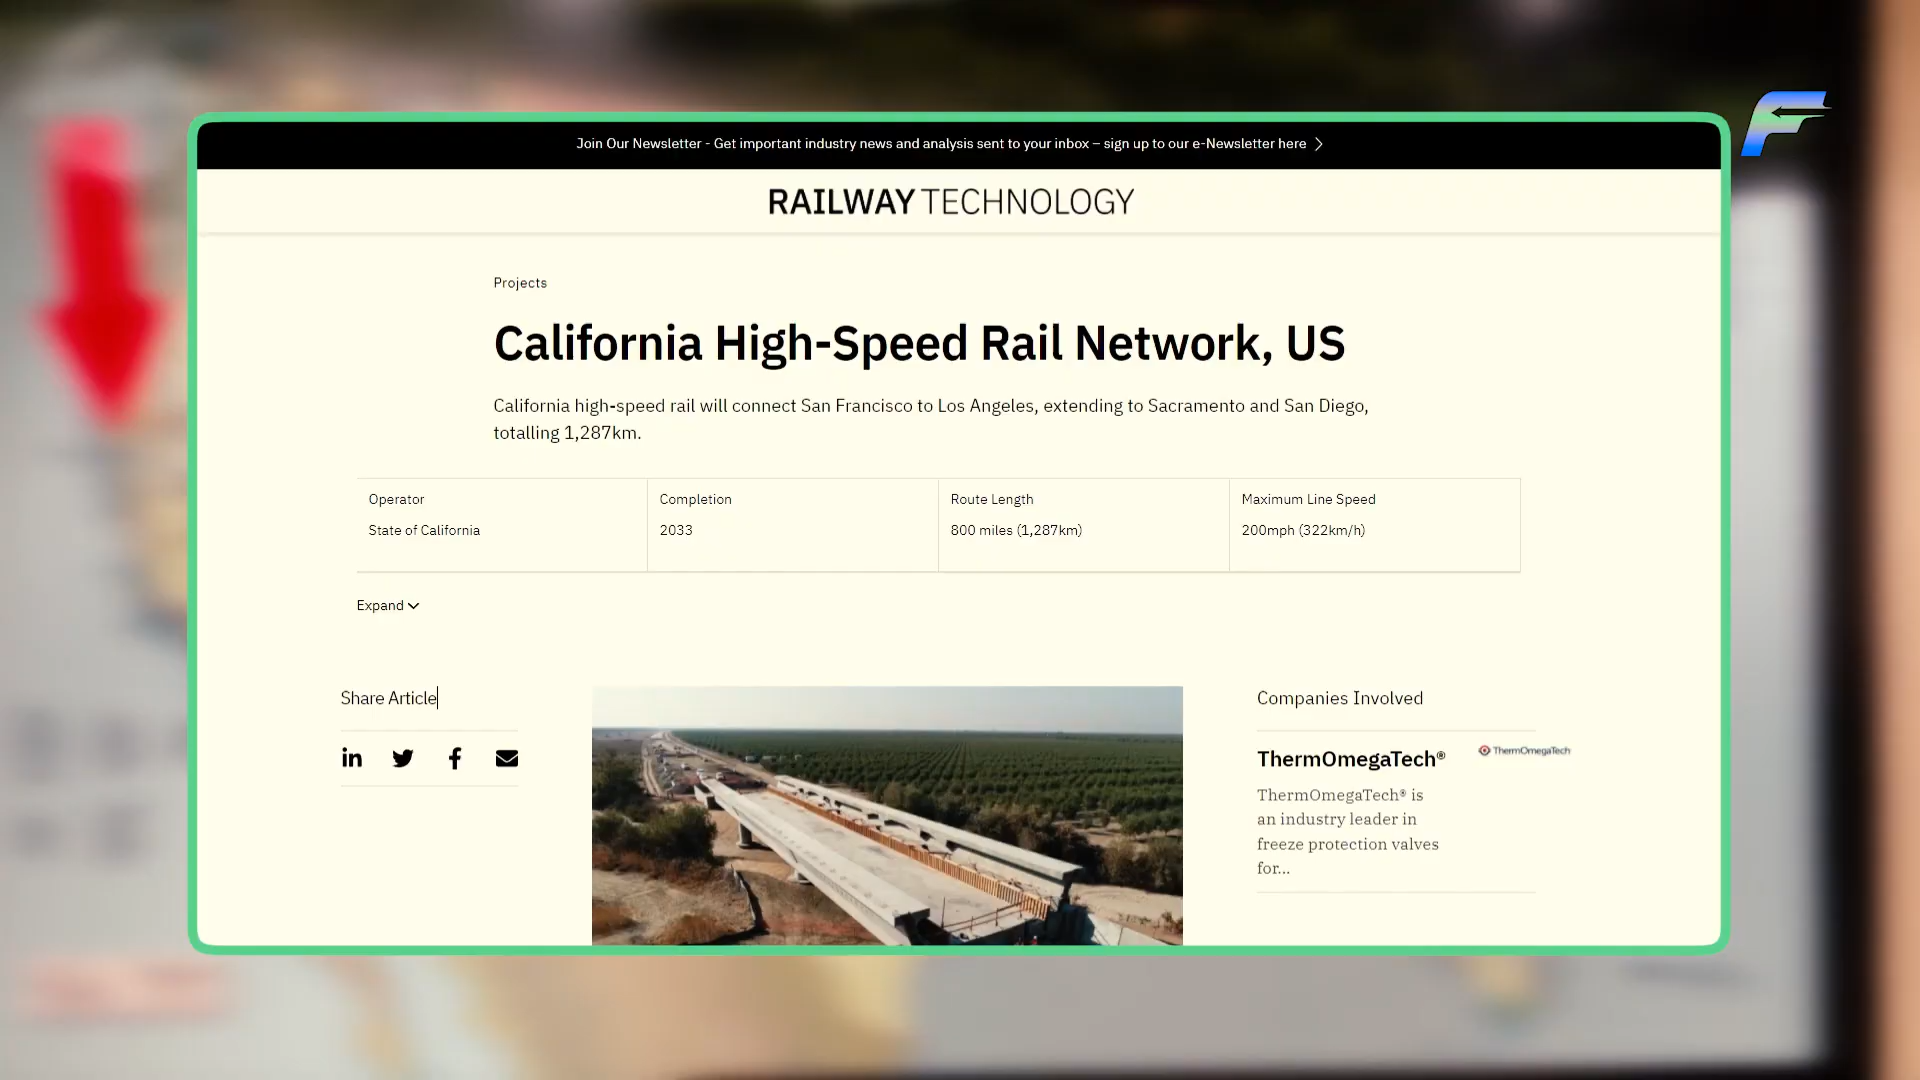 Join Our Newsletter - Get important industry news and analysis sent to your inbox – sign up to our e-Newsletter here
RAILWAY TECHNOLOGY
Projects
California High-Speed Rail Network, US
California high-speed rail will connect San Francisco to Los Angeles, extending to Sacramento and San Diego,
totalling 1,287km.
Operator
State of California
Completion
2033
Route Length
800 miles (1,287km)
Maximum Line Speed
200mph (322km/h)
Expand
Share Article
Companies Involved
ThermOmegaTech®
ThermOmegaTech
ThermOmegaTech® is
an industry leader in
freeze protection valves
for...